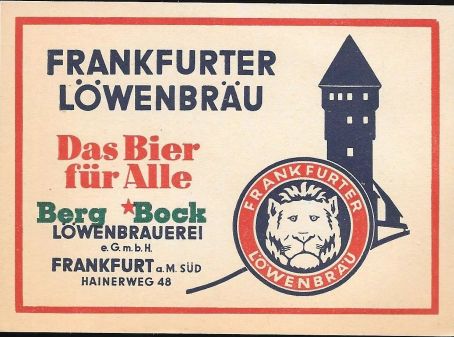 FRANKFURTER
LÖWENBRÄU
Das Bier
für Alle
Berg Bock
LÖWENBRAUEREI
e.G.m.b.H.
FRANKFURT a.M. SÜD
HAINERWEG 48
FRANKFURTER
LÖWENBRÄU